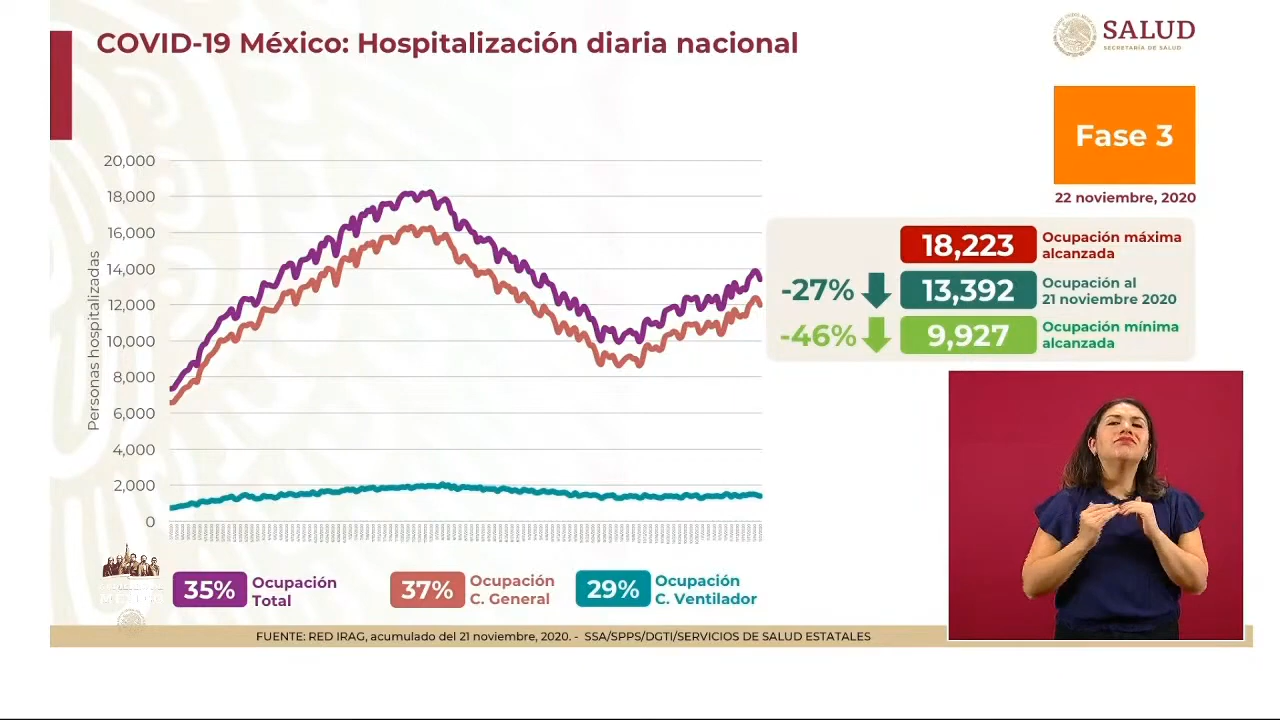 COVID-19 México: Hospitalización diaria nacional
SALUD
SECRETARÍA DE SALUD
Fase 3
22 noviembre, 2020
Personas hospitalizadas
20,000
18,000
16,000
14,000
12,000
10,000
8,000
6,000
4,000
2,000
0
18,223
Ocupación máxima
alcanzada
-27%
13,392
Ocupación al
21 noviembre 2020
-46%
9,927
Ocupación mínima
alcanzada
35%
Ocupación
Total
37%
Ocupación
C. General
29%
Ocupación
C. Ventilador
FUENTE: RED IRAG, acumulado del 21 noviembre, 2020. - SSA/SPPS/DGTI/SERVICIOS DE SALUD ESTATALES